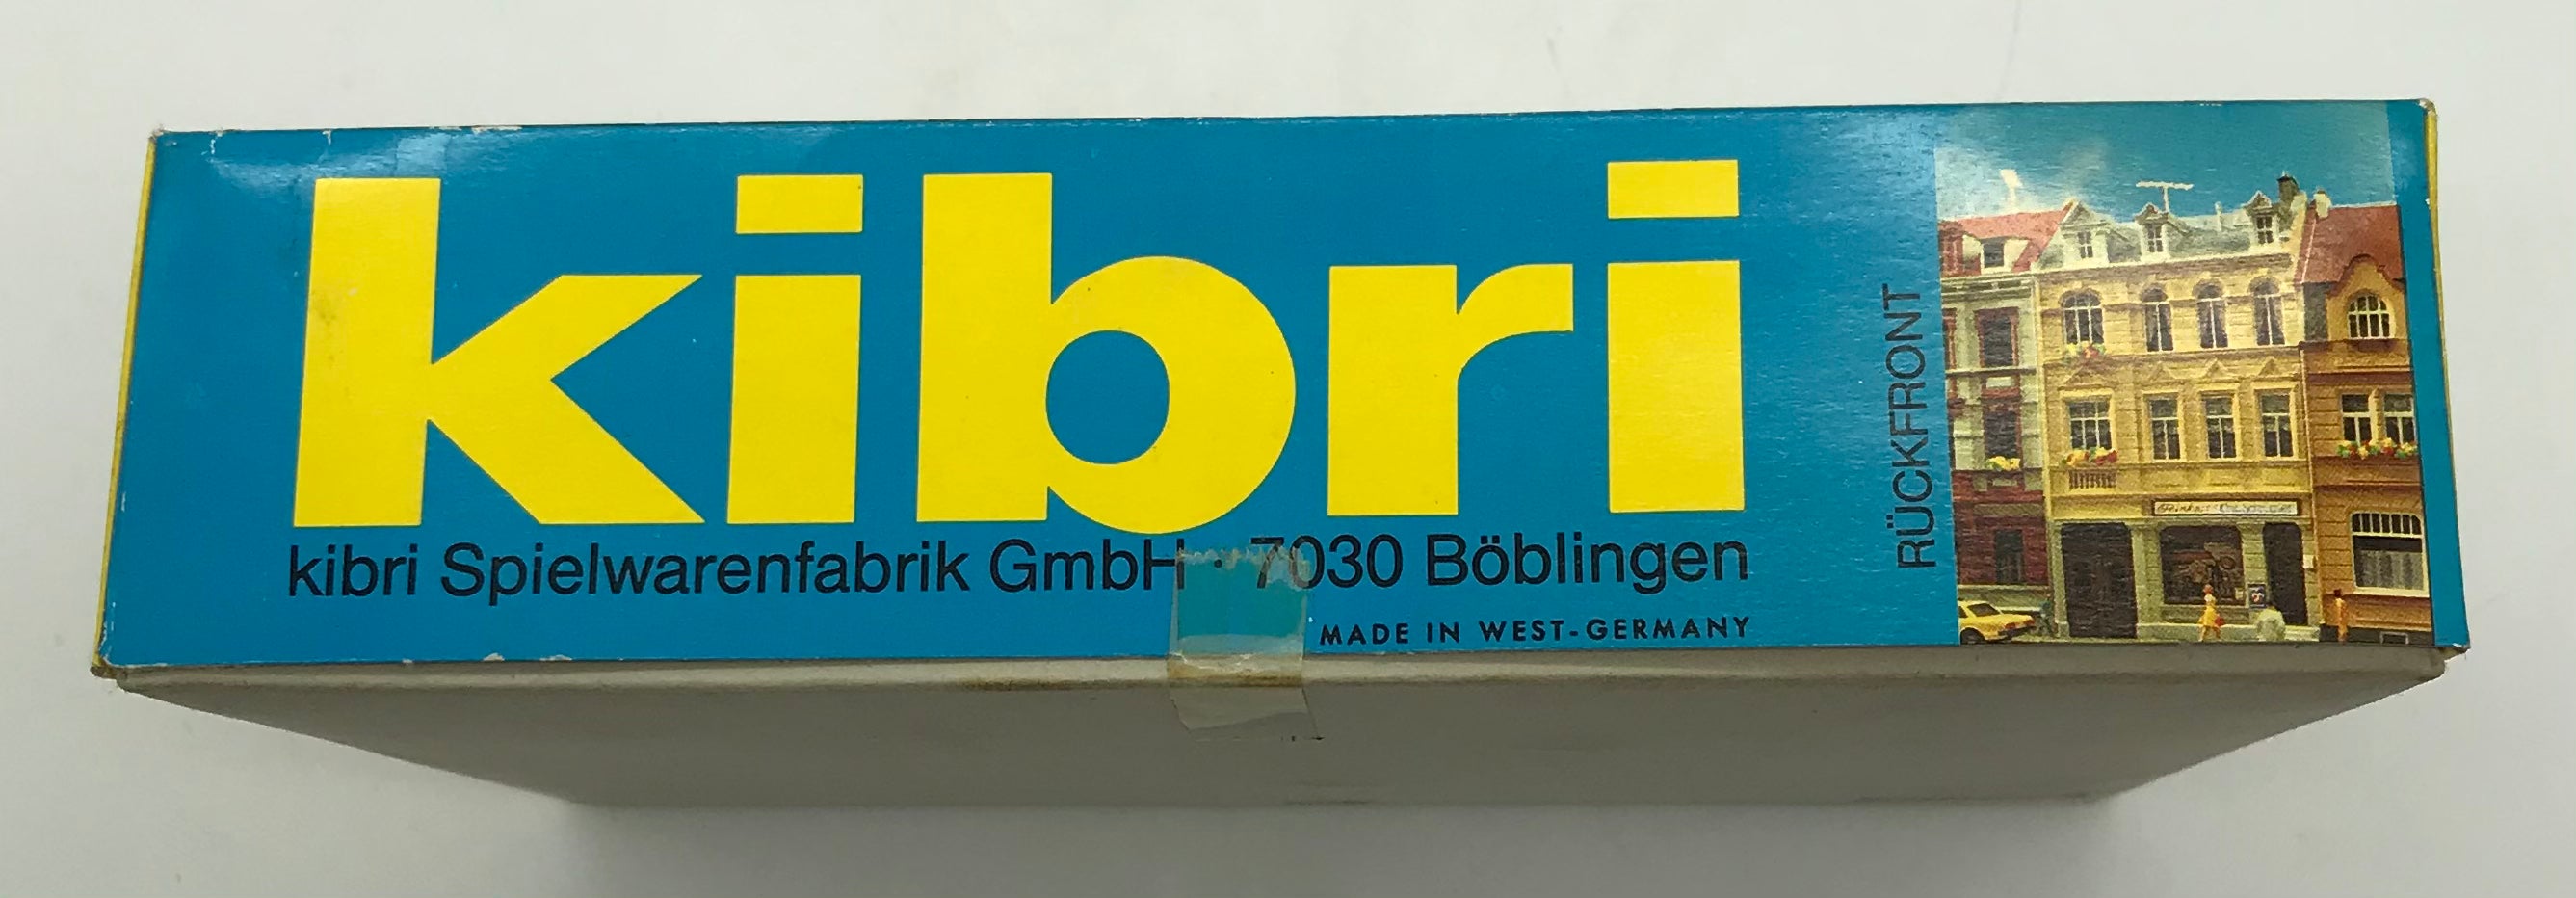 kibri
kibri Spielwarenfabrik GmbH · 7030 Böblingen
MADE IN WEST-GERMANY
RÜCKFRONT